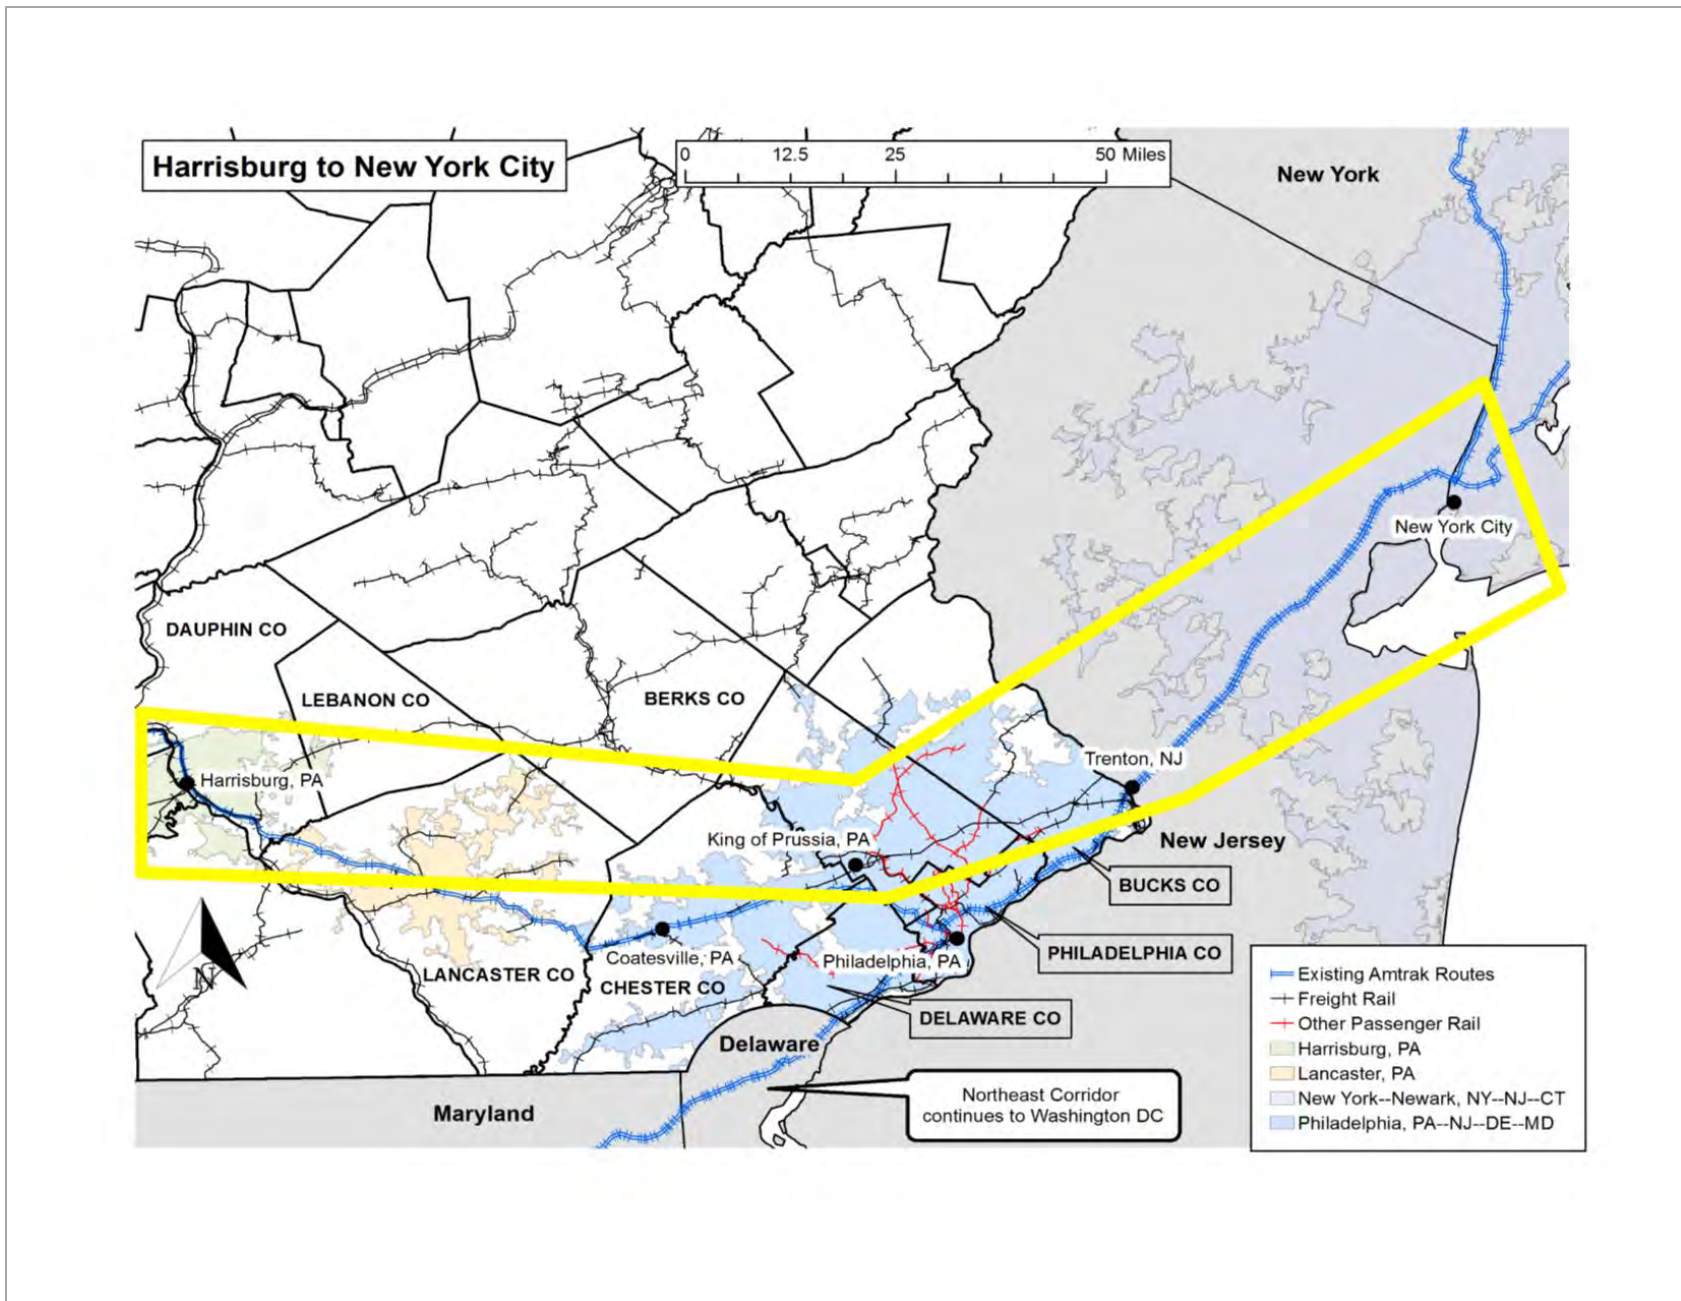 Harrisburg to New York City
0 12.5 25 50 Miles
New York
New York City
DAUPHIN CO
LEBANON CO
BERKS CO
Harrisburg, PA
Trenton, NJ
King of Prussia, PA
New Jersey
BUCKS CO
Coatesville, PA
Philadelphia, PA
PHILADELPHIA CO
LANCASTER CO
CHESTER CO
DELAWARE CO
N
Delaware
Maryland
Northeast Corridor
continues to Washington DC
Existing Amtrak Routes
Freight Rail
Other Passenger Rail
Harrisburg, PA
Lancaster, PA
New York--Newark, NY--NJ--CT
Philadelphia, PA--NJ--DE--MD